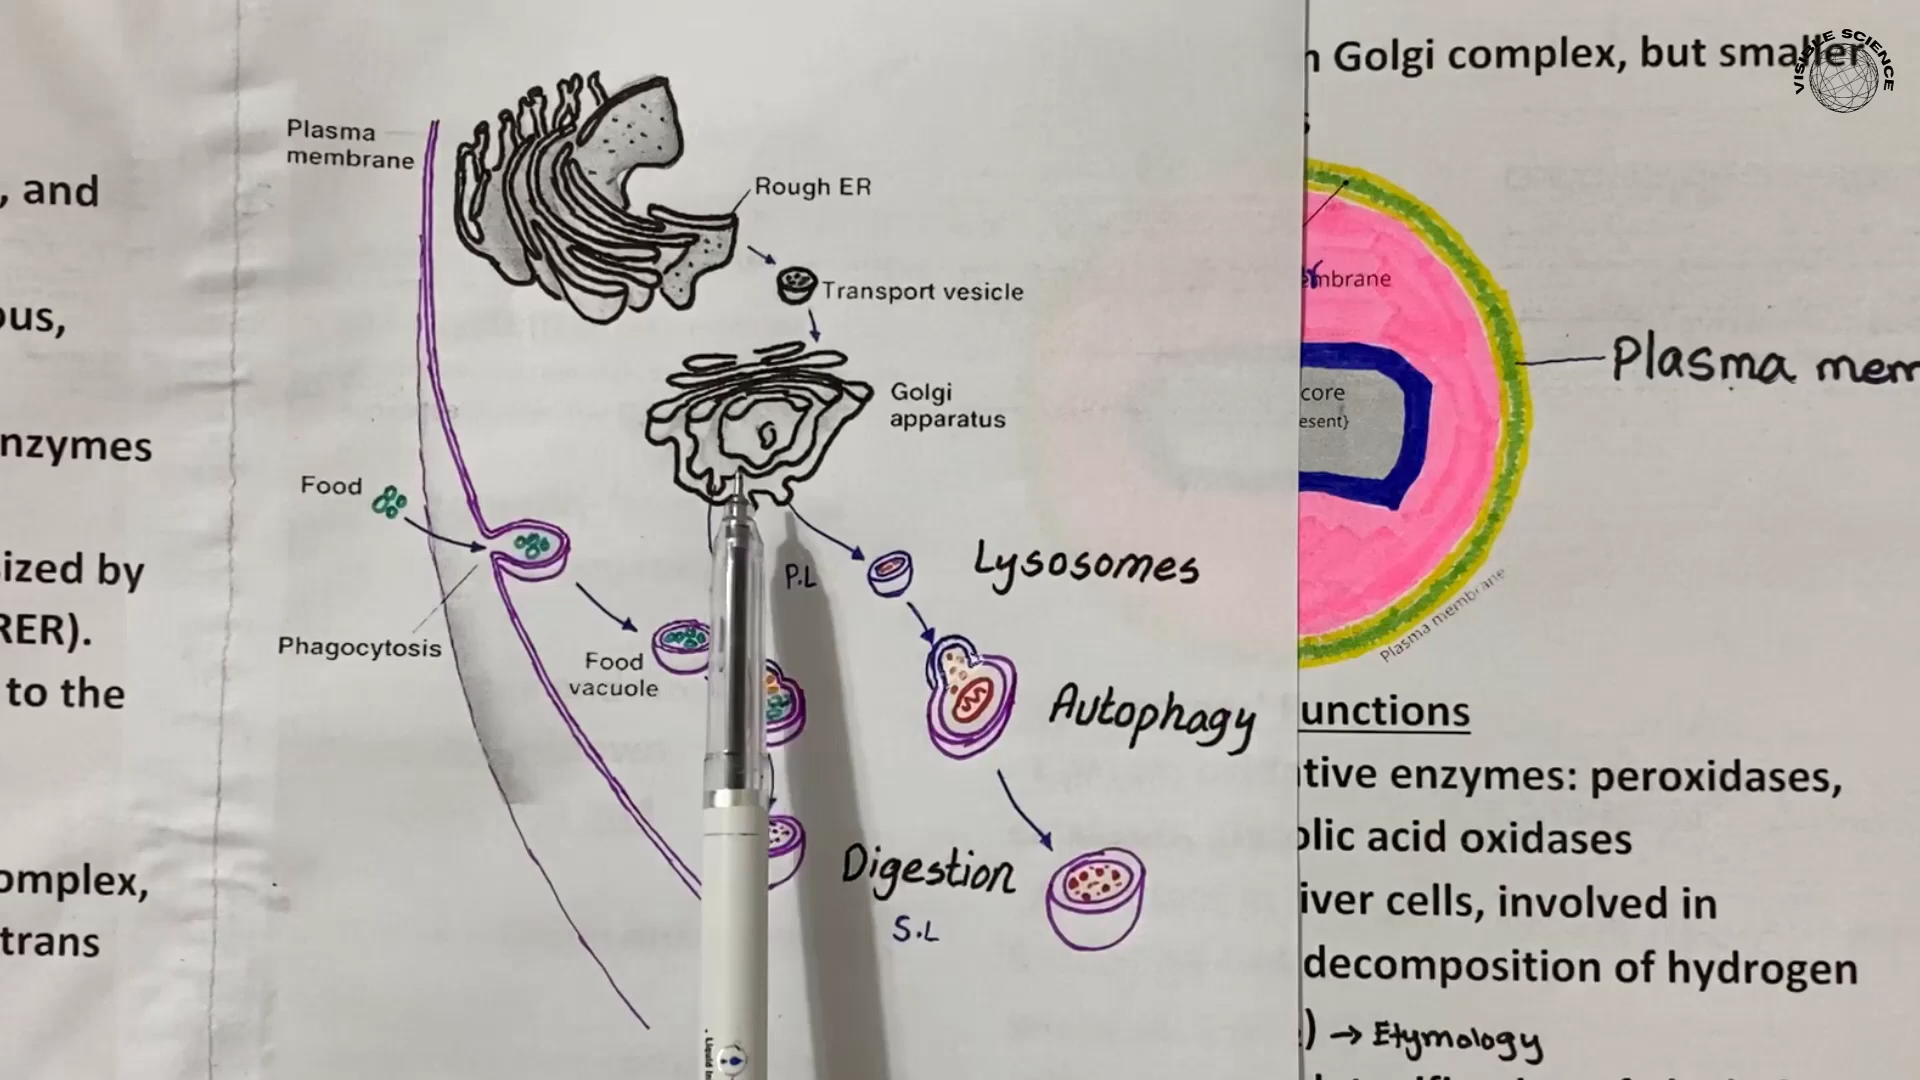 , and
ous,
nzymes
ized by
RER).
to the
omplex,
trans
Plasma
membrane
Rough ER
Transport vesicle
Golgi
apparatus
Food
Phagocytosis
Food
vacuole
P.L
Lysosomes
Autophagy
Digestion
S.L
n Golgi complex, but smaller
s
VISIBLE SCIENCE
mbrane
core
esent}
Plasma mem
Plasma membrane
unctions
tive enzymes: peroxidases,
olic acid oxidases
iver cells, involved in
decomposition of hydrogen
) → Etymology